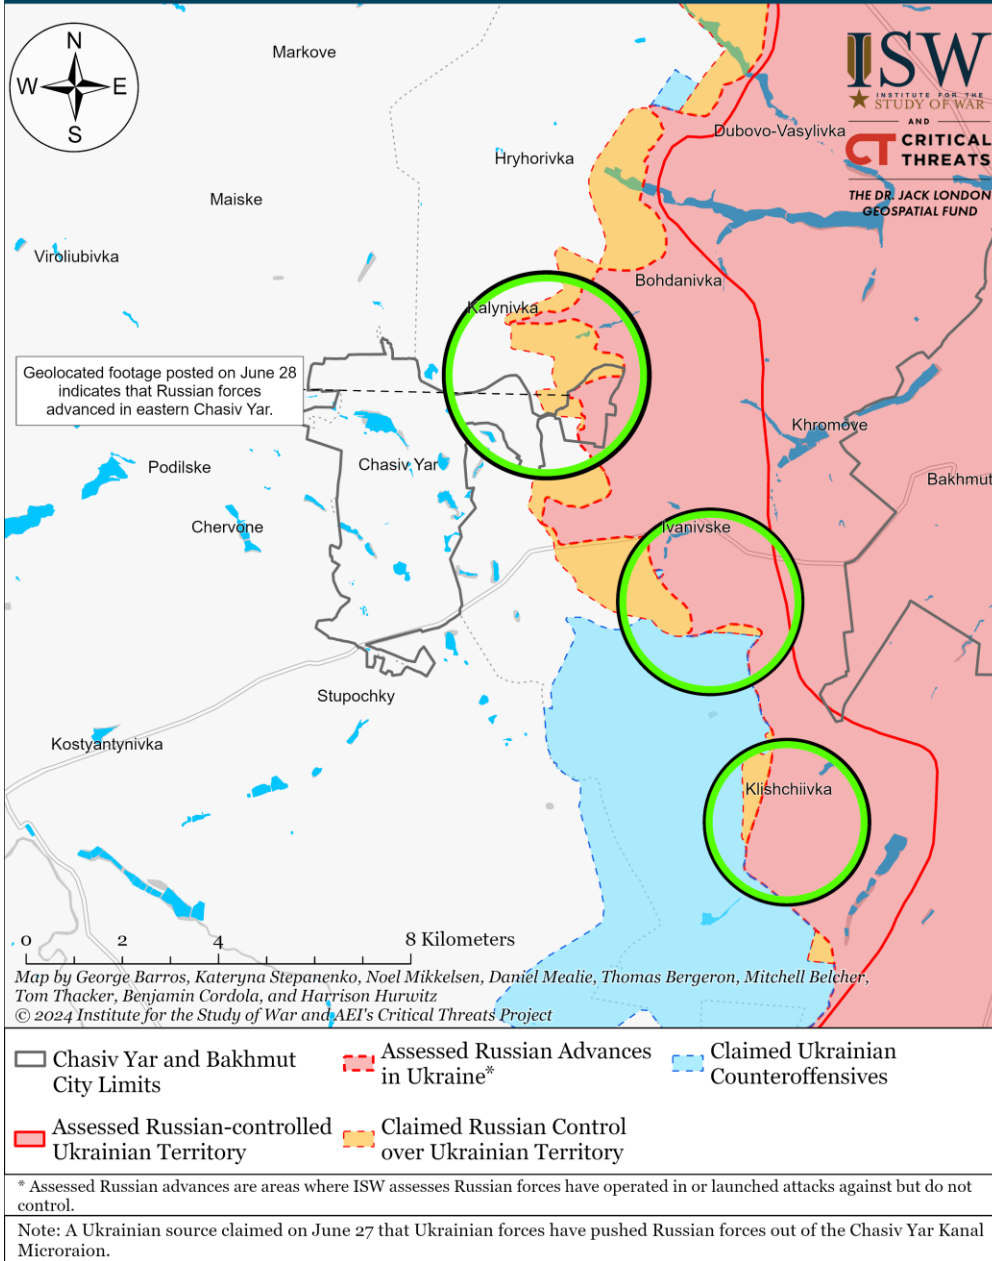 N
W
E
S
Markove
ISW
INSTITUTE FOR THE
STUDY OF WAR
AND
CT CRITICAL
THREATS
THE DR. JACK LONDON
GEOSPATIAL FUND
Dubovo-Vasylivka
Hryhorivka
Maiske
Viroliubivka
Bohdanivka
Kalynivka
Geolocated footage posted on June 28
indicates that Russian forces
advanced in eastern Chasiv Yar.
Khromove
Podilske
Chasiv Yar
Bakhmut
Chervone
Ivanivske
Stupochky
Kostyantynivka
Klishchiivka
0 2 4 8 Kilometers
Map by George Barros, Kateryna Stepanenko, Noel Mikkelsen, Daniel Mealie, Thomas Bergeron, Mitchell Belcher,
Tom Thacker, Benjamin Cordola, and Harrison Hurwitz
© 2024 Institute for the Study of War and AEI's Critical Threats Project
Chasiv Yar and Bakhmut
City Limits
Assessed Russian Advances
in Ukraine*
Claimed Ukrainian
Counteroffensives
Assessed Russian-controlled
Ukrainian Territory
Claimed Russian Control
over Ukrainian Territory
* Assessed Russian advances are areas where ISW assesses Russian forces have operated in or launched attacks against but do not
control.
Note: A Ukrainian source claimed on June 27 that Ukrainian forces have pushed Russian forces out of the Chasiv Yar Kanal
Microraion.